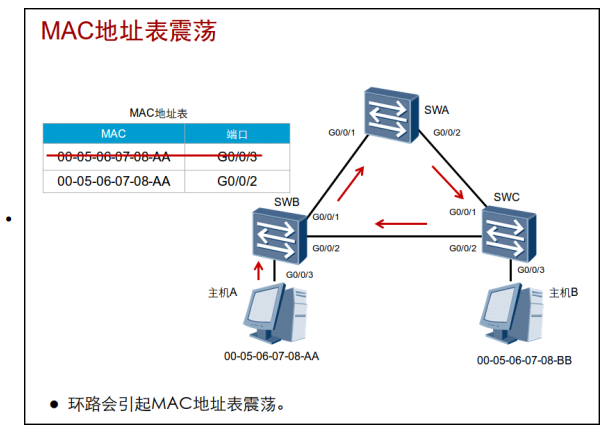 MAC地址表震荡
MAC地址表
MAC 端口
00-05-06-07-08-AA G0/0/3
00-05-06-07-08-AA G0/0/2
SWA
G0/0/1 G0/0/2
SWB SWC
G0/0/1 G0/0/1
G0/0/2 G0/0/2
G0/0/3 G0/0/3
主机A 主机B
00-05-06-07-08-AA 00-05-06-07-08-BB
● 环路会引起MAC地址表震荡。